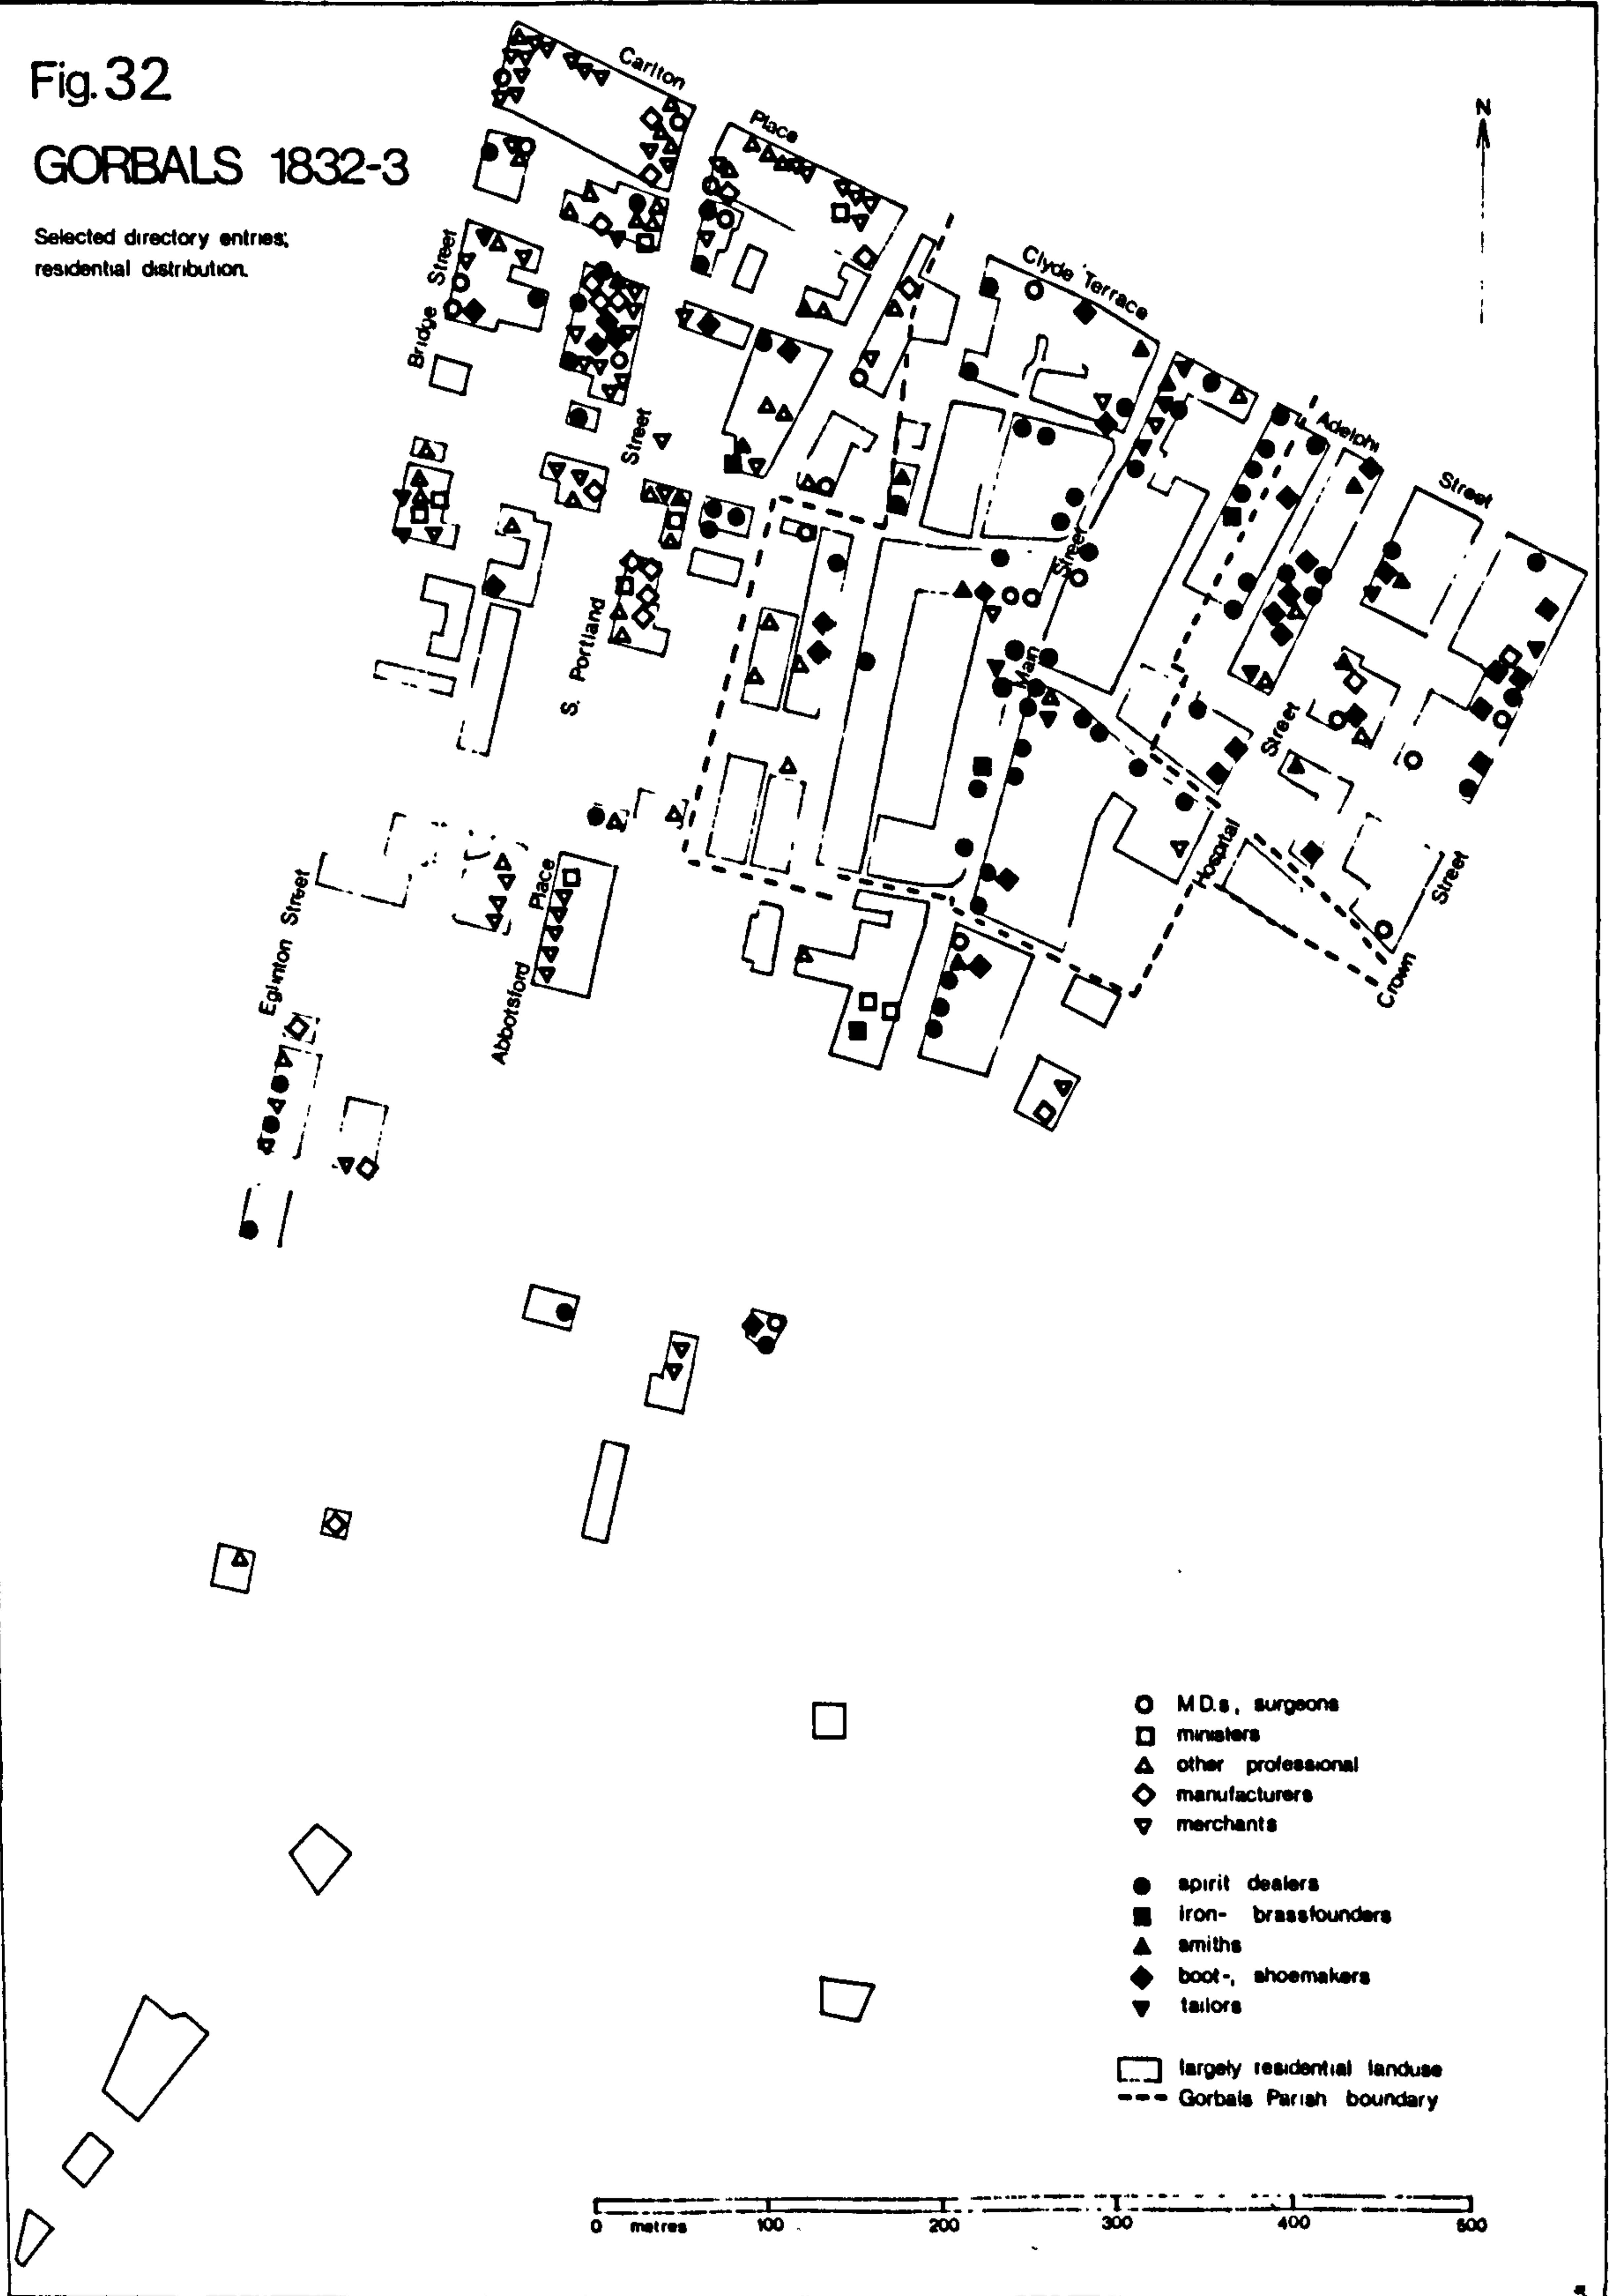 Fig. 32
GORBALS 1832-3
Selected directory entries;
residential distribution.
Carlton
Place
N
Clyde Terrace
Adelphi
Street
Bridge Street
Street
Street
Main
S. Portland
Street
Hospital
Street
Crown
Eglinton Street
Place
Abbotsford
M.D.s, surgeons
ministers
other professional
manufacturers
merchants
spirit dealers
iron- brassfounders
smiths
boot-, shoemakers
tailors
largely residential landuse
Gorbals Parish boundary
0 metres 100 200 300 400 500